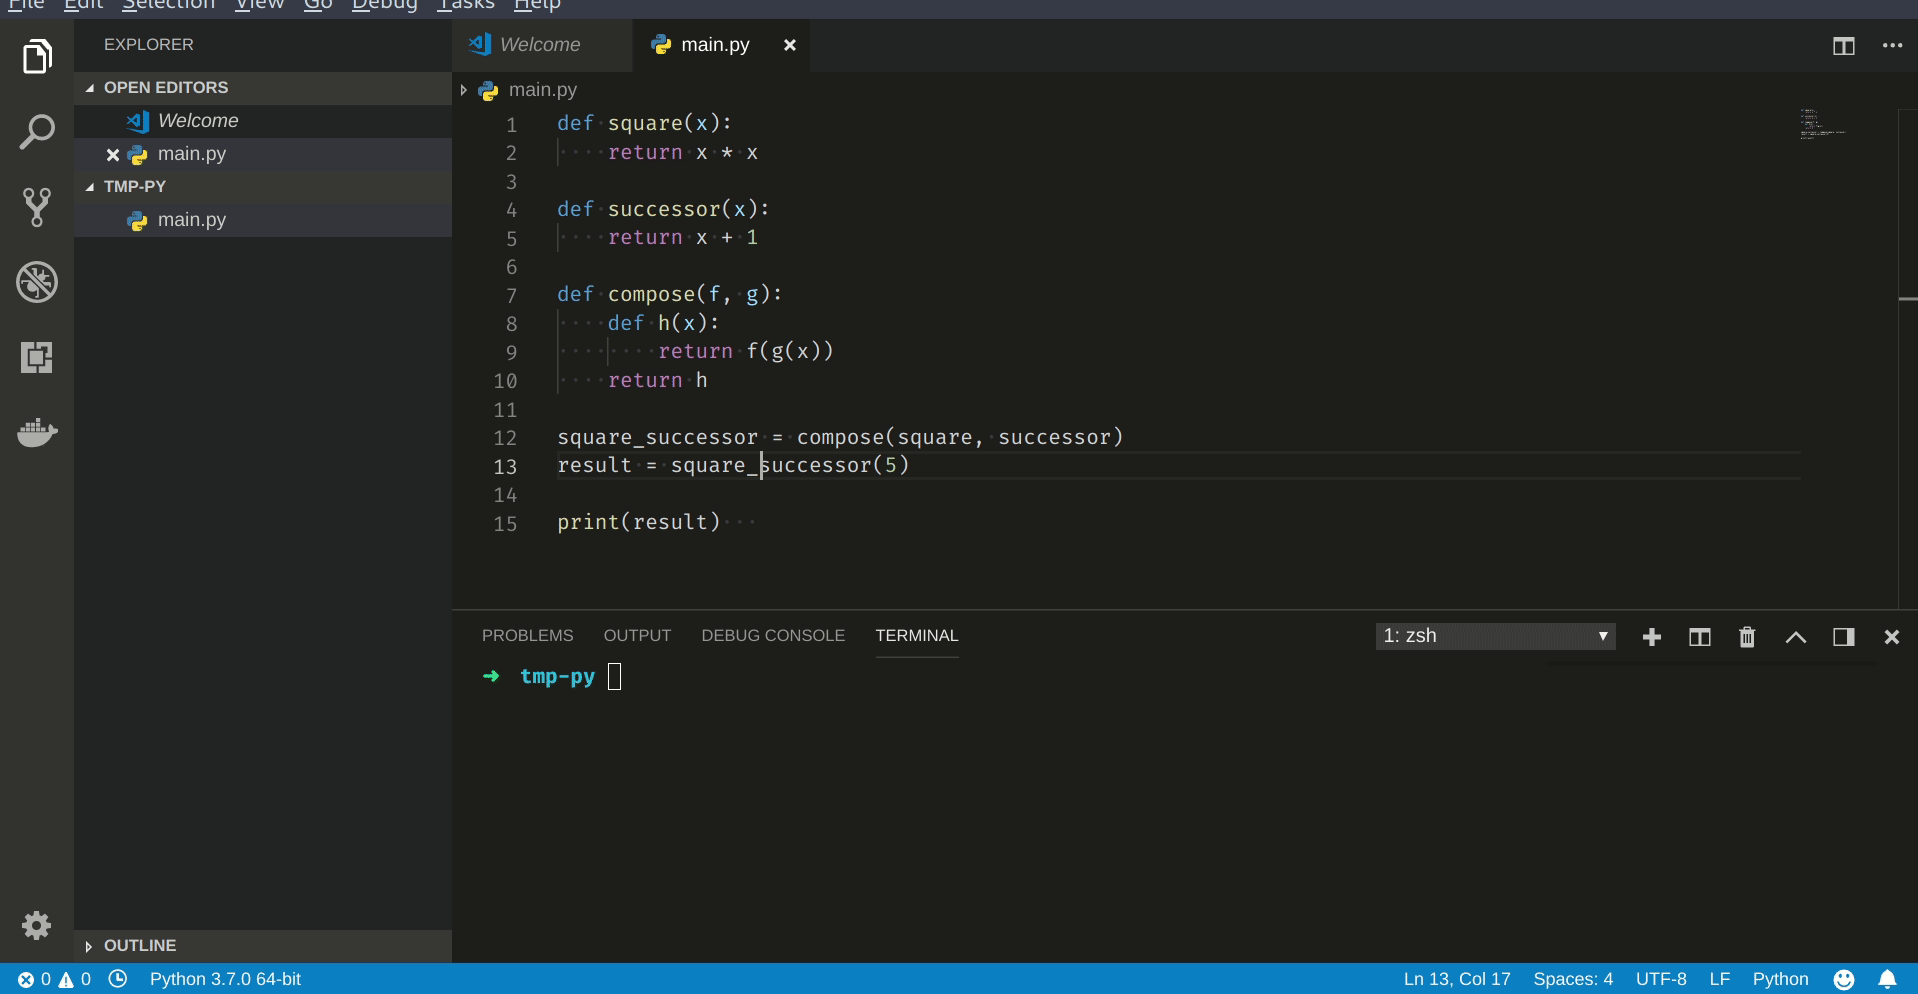 File Edit Selection View Go Debug Tasks Help
EXPLORER
OPEN EDITORS
Welcome
main.py
TMP-PY
main.py
OUTLINE
Welcome
main.py
main.py
1 def square(x):
2     return x * x
3
4 def successor(x):
5     return x + 1
6
7 def compose(f, g):
8     def h(x):
9         return f(g(x))
10     return h
11
12 square_successor = compose(square, successor)
13 result = square_successor(5)
14
15 print(result)
PROBLEMS OUTPUT DEBUG CONSOLE TERMINAL 1: zsh
➜ tmp-py
0 0 Python 3.7.0 64-bit Ln 13, Col 17 Spaces: 4 UTF-8 LF Python